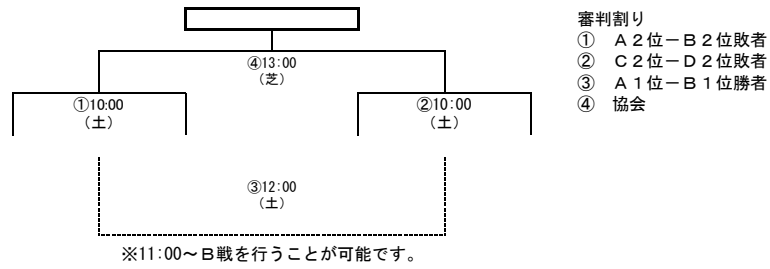 ④13:00
（芝）
①10:00
（土）
②10:00
（土）
③12:00
（土）
※11:00～Ｂ戦を行うことが可能です。
審判割り
①　Ａ２位－Ｂ２位敗者
②　Ｃ２位－Ｄ２位敗者
③　Ａ１位－Ｂ１位勝者
④　協会